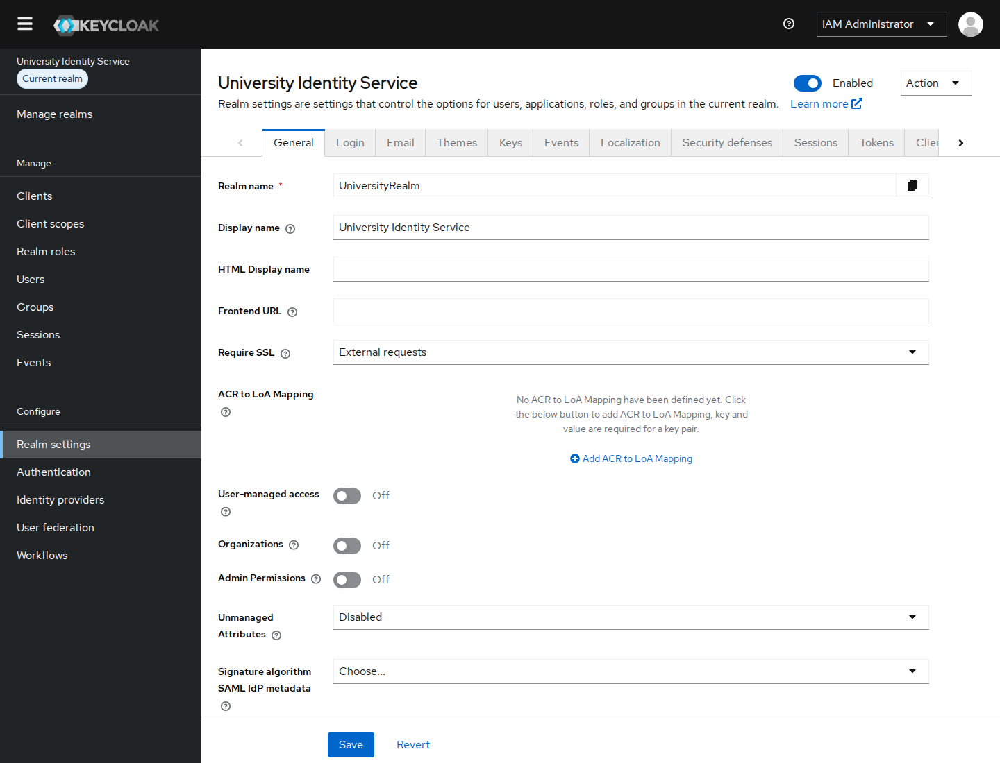 KEYCLOAK
IAM Administrator
University Identity Service
Current realm
Manage realms
Manage
Clients
Client scopes
Realm roles
Users
Groups
Sessions
Events
Configure
Realm settings
Authentication
Identity providers
User federation
Workflows
University Identity Service
Enabled
Action
Realm settings are settings that control the options for users, applications, roles, and groups in the current realm. Learn more
General Login Email Themes Keys Events Localization Security defenses Sessions Tokens Clien
Realm name * UniversityRealm
Display name University Identity Service
HTML Display name
Frontend URL
Require SSL External requests
ACR to LoA Mapping
No ACR to LoA Mapping have been defined yet. Click
the below button to add ACR to LoA Mapping, key and
value are required for a key pair.
Add ACR to LoA Mapping
User-managed access Off
Organizations Off
Admin Permissions Off
Unmanaged
Attributes
Disabled
Signature algorithm
SAML IdP metadata
Choose...
Save Revert